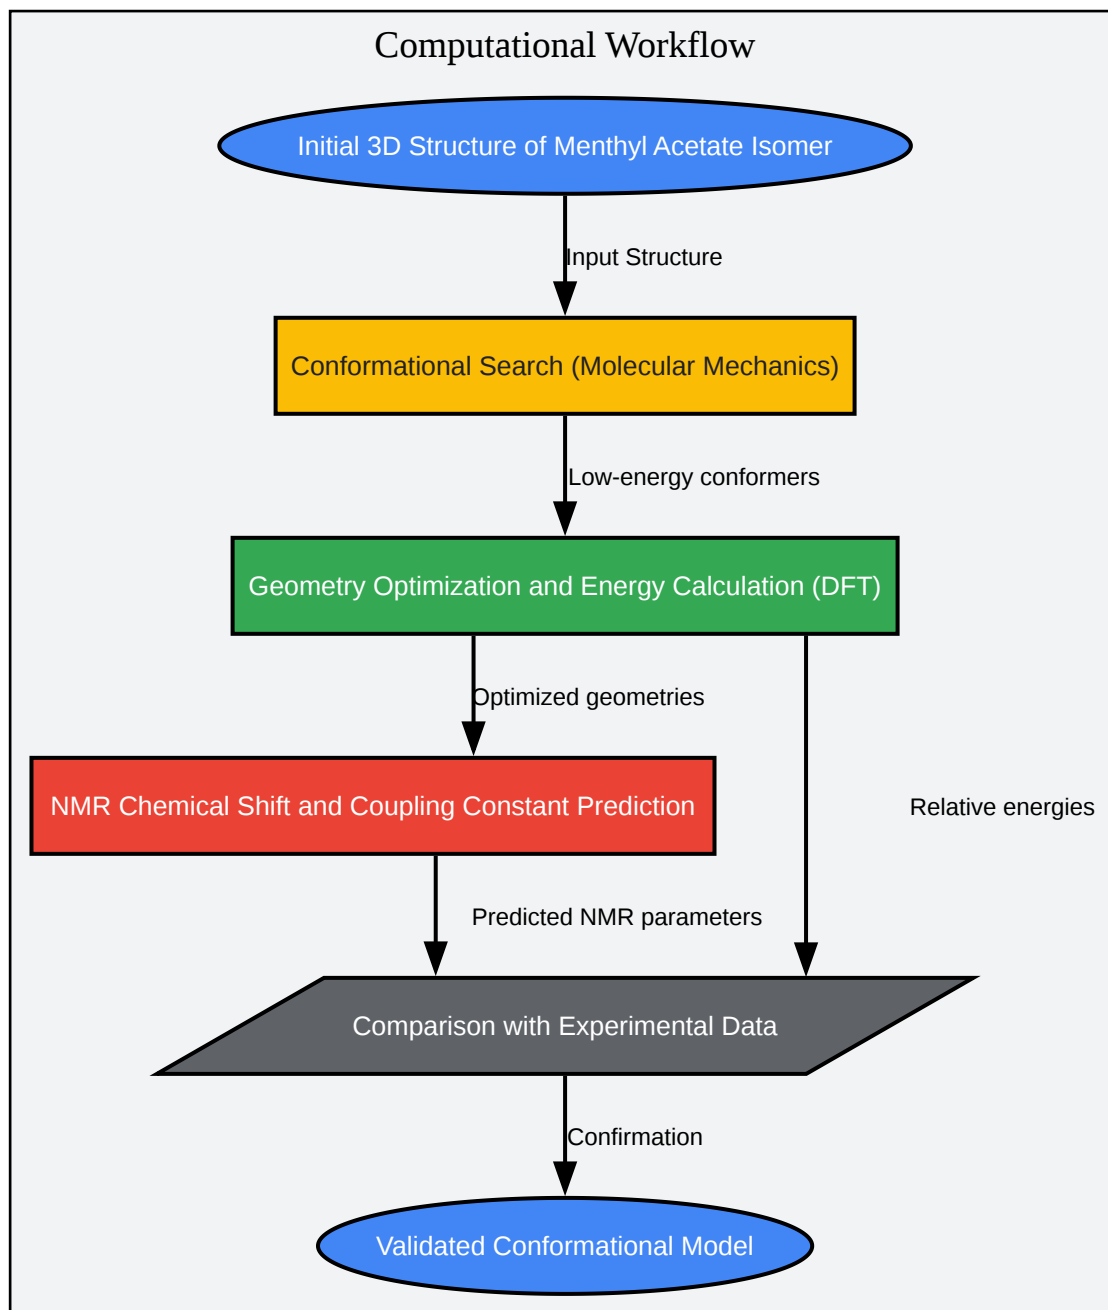 Computational Workflow
Initial 3D Structure of Menthyl Acetate Isomer
Input Structure
Conformational Search (Molecular Mechanics)
Low-energy conformers
Geometry Optimization and Energy Calculation (DFT)
Optimized geometries
NMR Chemical Shift and Coupling Constant Prediction
Relative energies
Predicted NMR parameters
Comparison with Experimental Data
Confirmation
Validated Conformational Model